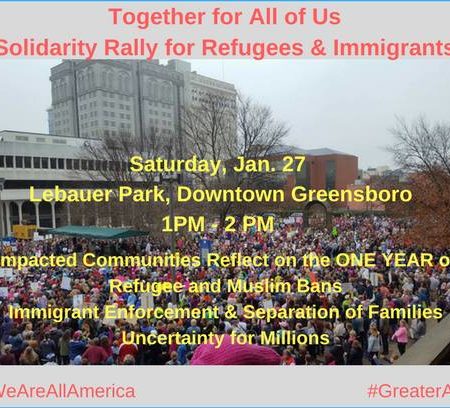 Together for All of Us
Solidarity Rally for Refugees & Immigrants
Saturday, Jan. 27
Lebauer Park, Downtown Greensboro
1PM - 2 PM
mpacted Communities Reflect on the ONE YEAR o
Refugee and Muslim Bans
Immigrant Enforcement & Separation of Families
Uncertainty for Millions
WeAreAllAmerica
#GreaterA